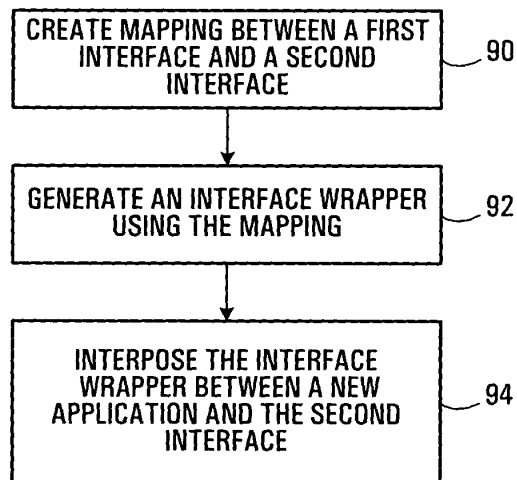 CREATE MAPPING BETWEEN A FIRST
INTERFACE AND A SECOND
INTERFACE
90
GENERATE AN INTERFACE WRAPPER
USING THE MAPPING
92
INTERPOSE THE INTERFACE
WRAPPER BETWEEN A NEW
APPLICATION AND THE SECOND
INTERFACE
94